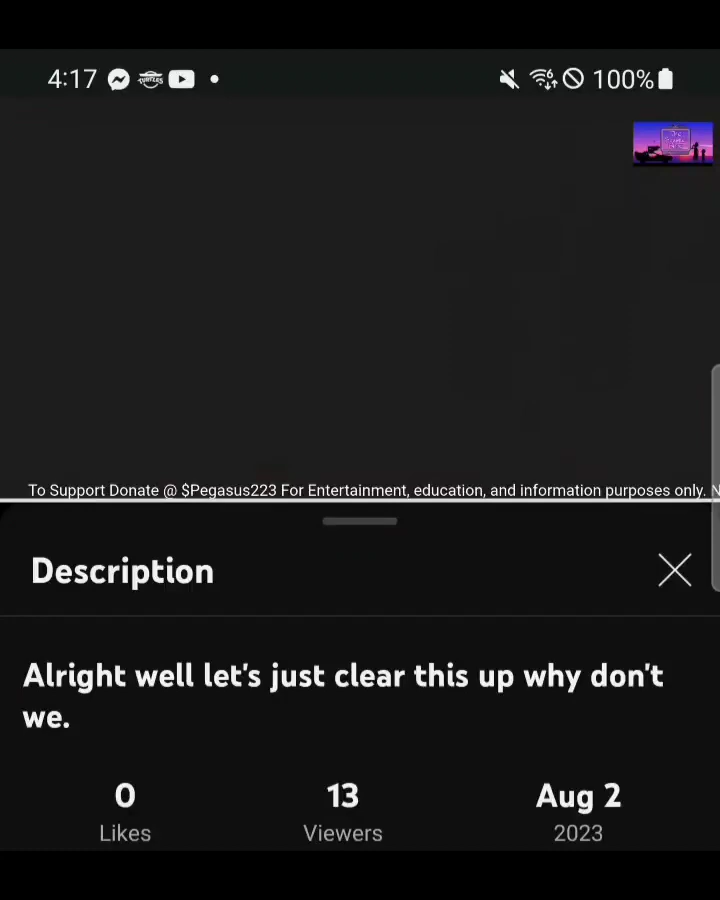 4:17
100%
To Support Donate @ $Pegasus223 For Entertainment, education, and information purposes only. N
Description
Alright well let's just clear this up why don't
we.
0 13 Aug 2
Likes Viewers 2023